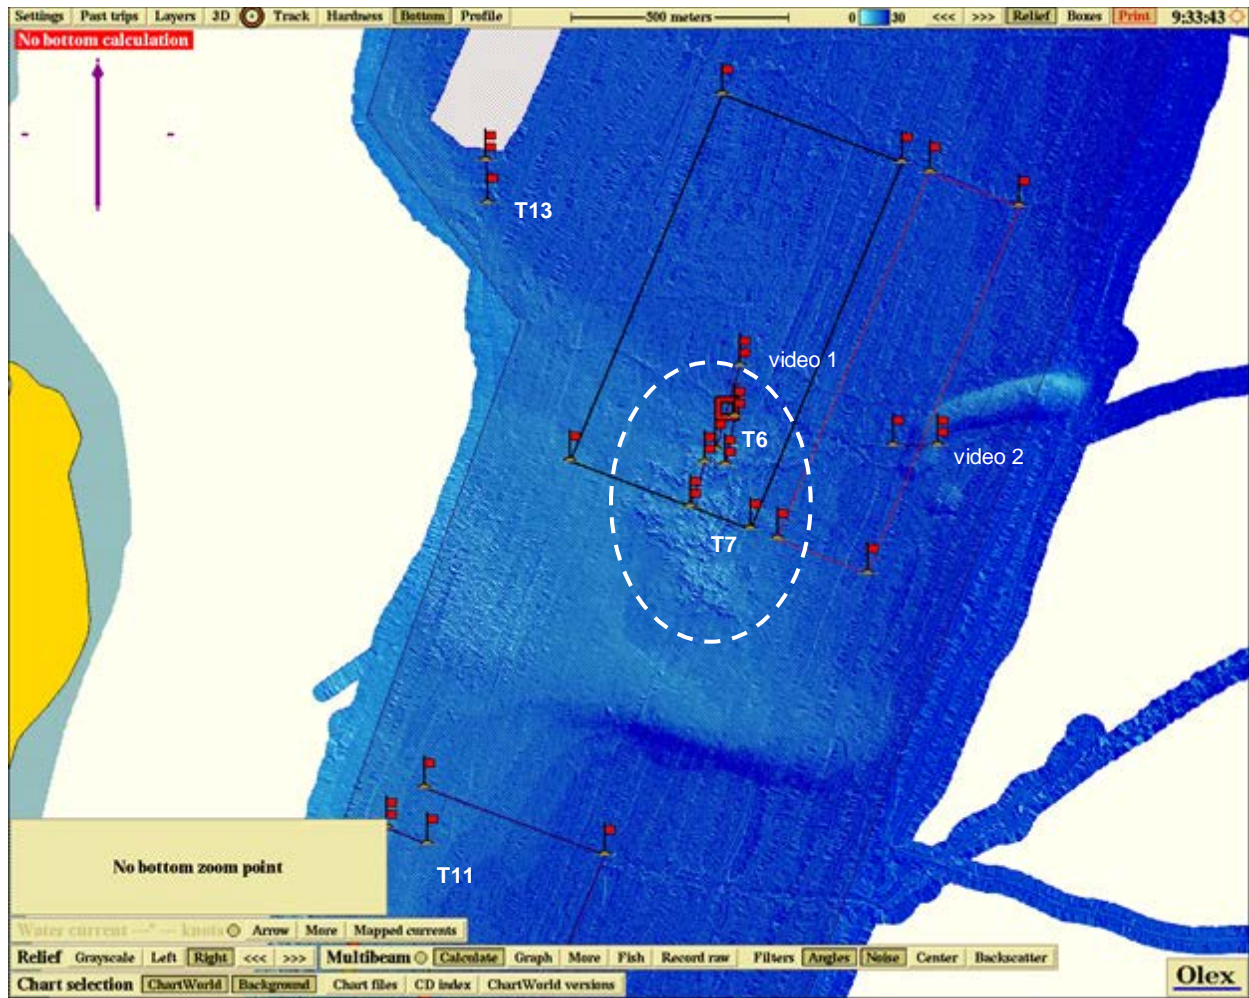 Settings Past trips Layers 3D Track Hardness Bottom Profile 500 meters 0 30 <<< >>> Relief Boxes Print 9:33:43
No bottom calculation
T13
video 1
T6
video 2
T7
No bottom zoom point
T11
Water current —°— knots Arrow More Mapped currents
Relief Grayscale Left Right <<< >>> Multibeam Calculate Graph More Fish Record raw Filters Angles Noise Center Backscatter
Chart selection ChartWorld Background Chart files CD index ChartWorld versions
Olex